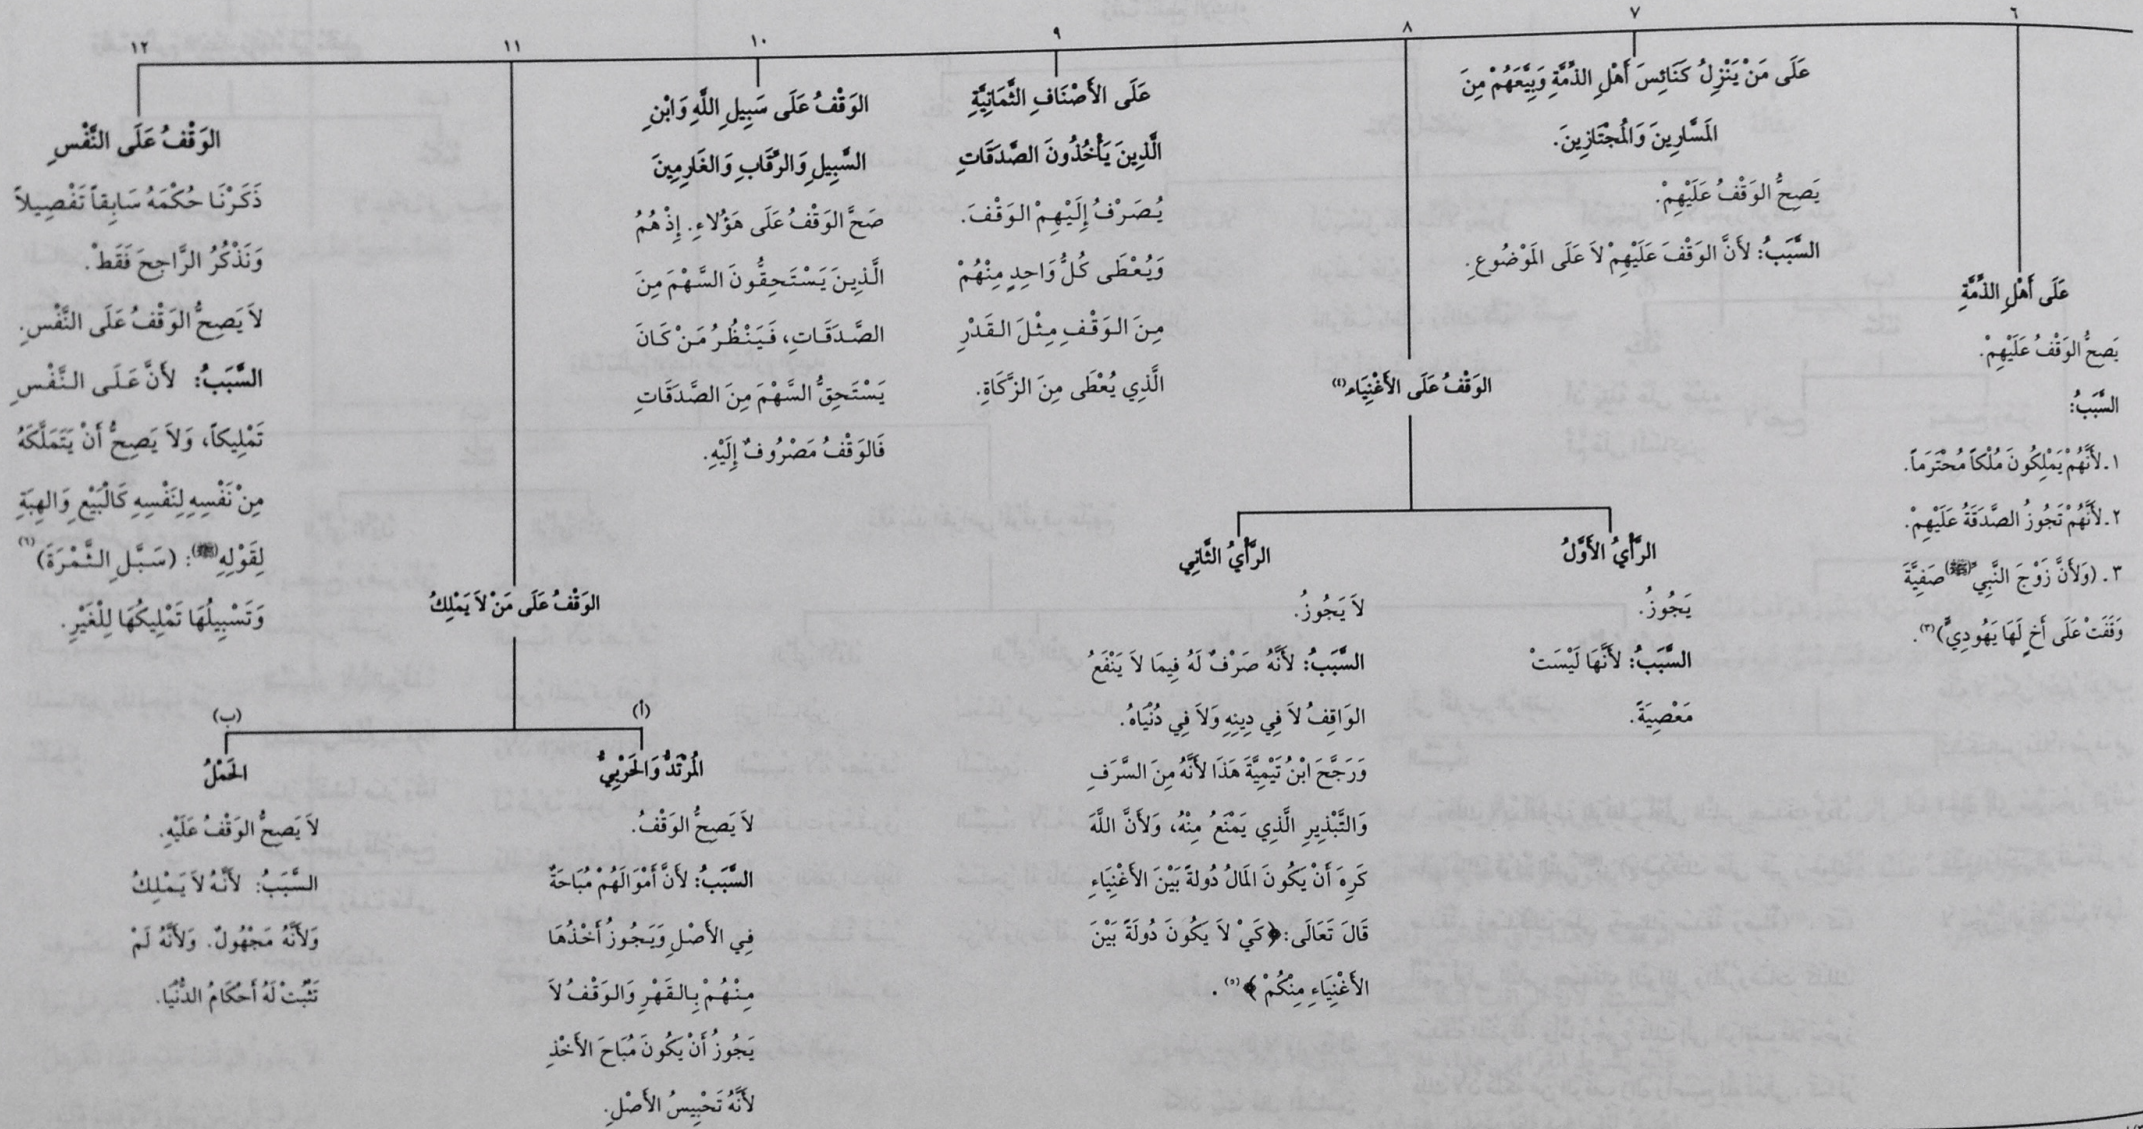 ٦
عَلَى أَهْلِ الذِّمَّةِ
يَصِحُّ الوَقْفُ عَلَيْهِمْ.
السَّبَبُ:
١. لأَنَّهُمْ يَمْلِكُونَ مُلْكاً مُحْتَرَماً.
٢. لأَنَّهُمْ تَجُوزُ الصَّدَقَةُ عَلَيْهِمْ.
٣. (وَلأَنَّ زَوْجَ النَّبِيِّ (ﷺ) صَفِيَّةَ
وَقَفَتْ عَلَى أَخٍ لَهَا يَهُودِيٍّ)(٣).
٧
عَلَى مَنْ يَنْزِلُ كَنَائِسَ أَهْلِ الذِّمَّةِ وَبِيَّعَهُمْ مِنَ
المَسَّارِينَ وَالمُجْتَازِينَ.
يَصِحُّ الوَقْفُ عَلَيْهِمْ.
السَّبَبُ: لأَنَّ الوَقْفَ عَلَيْهِمْ لاَ عَلَى المَوْضُوعِ.
٨
الوَقْفُ عَلَى الأَغْنِيَاء(٤)
الرَّأْيُ الأَوَّلُ
يَجُوزُ.
السَّبَبُ: لأَنَّهَا لَيْسَتْ
مَعْصِيَةً.
الرَّأْيُ الثَّانِي
لاَ يَجُوزُ.
السَّبَبُ: لأَنَّهُ صَرْفٌ لَهُ فِيمَا لاَ يَنْفَعُ
الوَاقِفُ لاَ فِي دِينِهِ وَلاَ فِي دُنْيَاهُ.
وَرَجَّحَ ابْنُ تَيْمِيَّةَ هَذَا لأَنَّهُ مِنَ السَّرَفِ
وَالتَّبْذِيرِ الَّذِي يَمْنَعُ مِنْهُ، وَلأَنَّ اللَّهَ
كَرِهَ أَنْ يَكُونَ المَالُ دُولةً بَيْنَ الأَغْنِيَاءِ
قَالَ تَعَالَى: ﴿كَيْ لاَ يَكُونَ دُولَةً بَيْنَ
الأَغْنِيَاءِ مِنْكُمْ﴾(٥).
٩
عَلَى الأَصْنَافِ الثَّمَانِيَّةِ
الَّذِينَ يَأْخُذُونَ الصَّدَقَاتِ
يُصَرْفُ إِلَيْهِمْ الوَقْفَ.
وَيُعْطَى كُلُّ وَاحِدٍ مِنْهُمْ
مِنَ الوَقْفِ مِثْلَ القَدْرِ
الَّذِي يُعْطَى مِنَ الزَّكَاةِ.
١٠
الوَقْفُ عَلَى سَبِيلِ اللَّهِ وَابْنِ
السَّبِيلِ وَالرِّقَابِ وَالغَارِمِينَ
صَحَّ الوَقْفُ عَلَى هَؤُلاءِ. إِذْ هُمُ
الَّذِينَ يَسْتَحِقُّونَ السَّهْمَ مِنَ
الصَّدَقَاتِ، فَيَنْظُرُ مَنْ كَانَ
يَسْتَحِقُّ السَّهْمَ مِنَ الصَّدَقَاتِ
فَالوَقْفُ مَصْرُوفٌ إِلَيْهِ.
١١
الوَقْفُ عَلَى مَنْ لاَ يَمْلِكُ
(أ)
المُرْتَدُّ وَالحَرْبِيُّ
لاَ يَصِحُّ الوَقْفُ.
السَّبَبُ: لأَنَّ أَمْوَالَهُمْ مُبَاحَةٌ
فِي الأَصْلِ وَيَجُوزُ أَخْذُهَا
مِنْهُمْ بِالقَهْرِ وَالوَقْفُ لاَ
يَجُوزُ أَنْ يَكُونَ مُبَاحَ الأَخْذِ
لأَنَّهُ تَحْبِيسُ الأَصْلِ.
(ب)
الحَمْلُ
لاَ يَصِحُّ الوَقْفُ عَلَيْهِ.
السَّبَبُ: لأَنَّهُ لاَ يَمْلِكُ
وَلأَنَّهُ مَجْهُولٌ. وَلأَنَّهُ لَمْ
تَثْبُتْ لَهُ أَحْكَامُ الدُّنْيَا.
١٢
الوَقْفُ عَلَى النَّفْسِ
ذَكَرْنَا حُكْمَهُ سَابِقاً تَفْصِيلاً
وَنَذْكُرُ الرَّاجِحَ فَقَطْ.
لاَ يَصِحُّ الوَقْفُ عَلَى النَّفْسِ.
السَّبَبُ: لأَنَّ عَلَى النَّفْسِ
تَمْلِيكاً، وَلاَ يَصِحُّ أَنْ يَتَمَلَّكَهُ
مِنْ نَفْسِهِ لِنَفْسِهِ كَالْبَيْعِ وَالهِبَةِ
لِقَوْلِهِ (ﷺ): (سَبَّلِ الثَّمْرَةَ)(٦)
وَتَسْبِيلُهَا تَمْلِيكُهَا لِلْغَيْرِ.